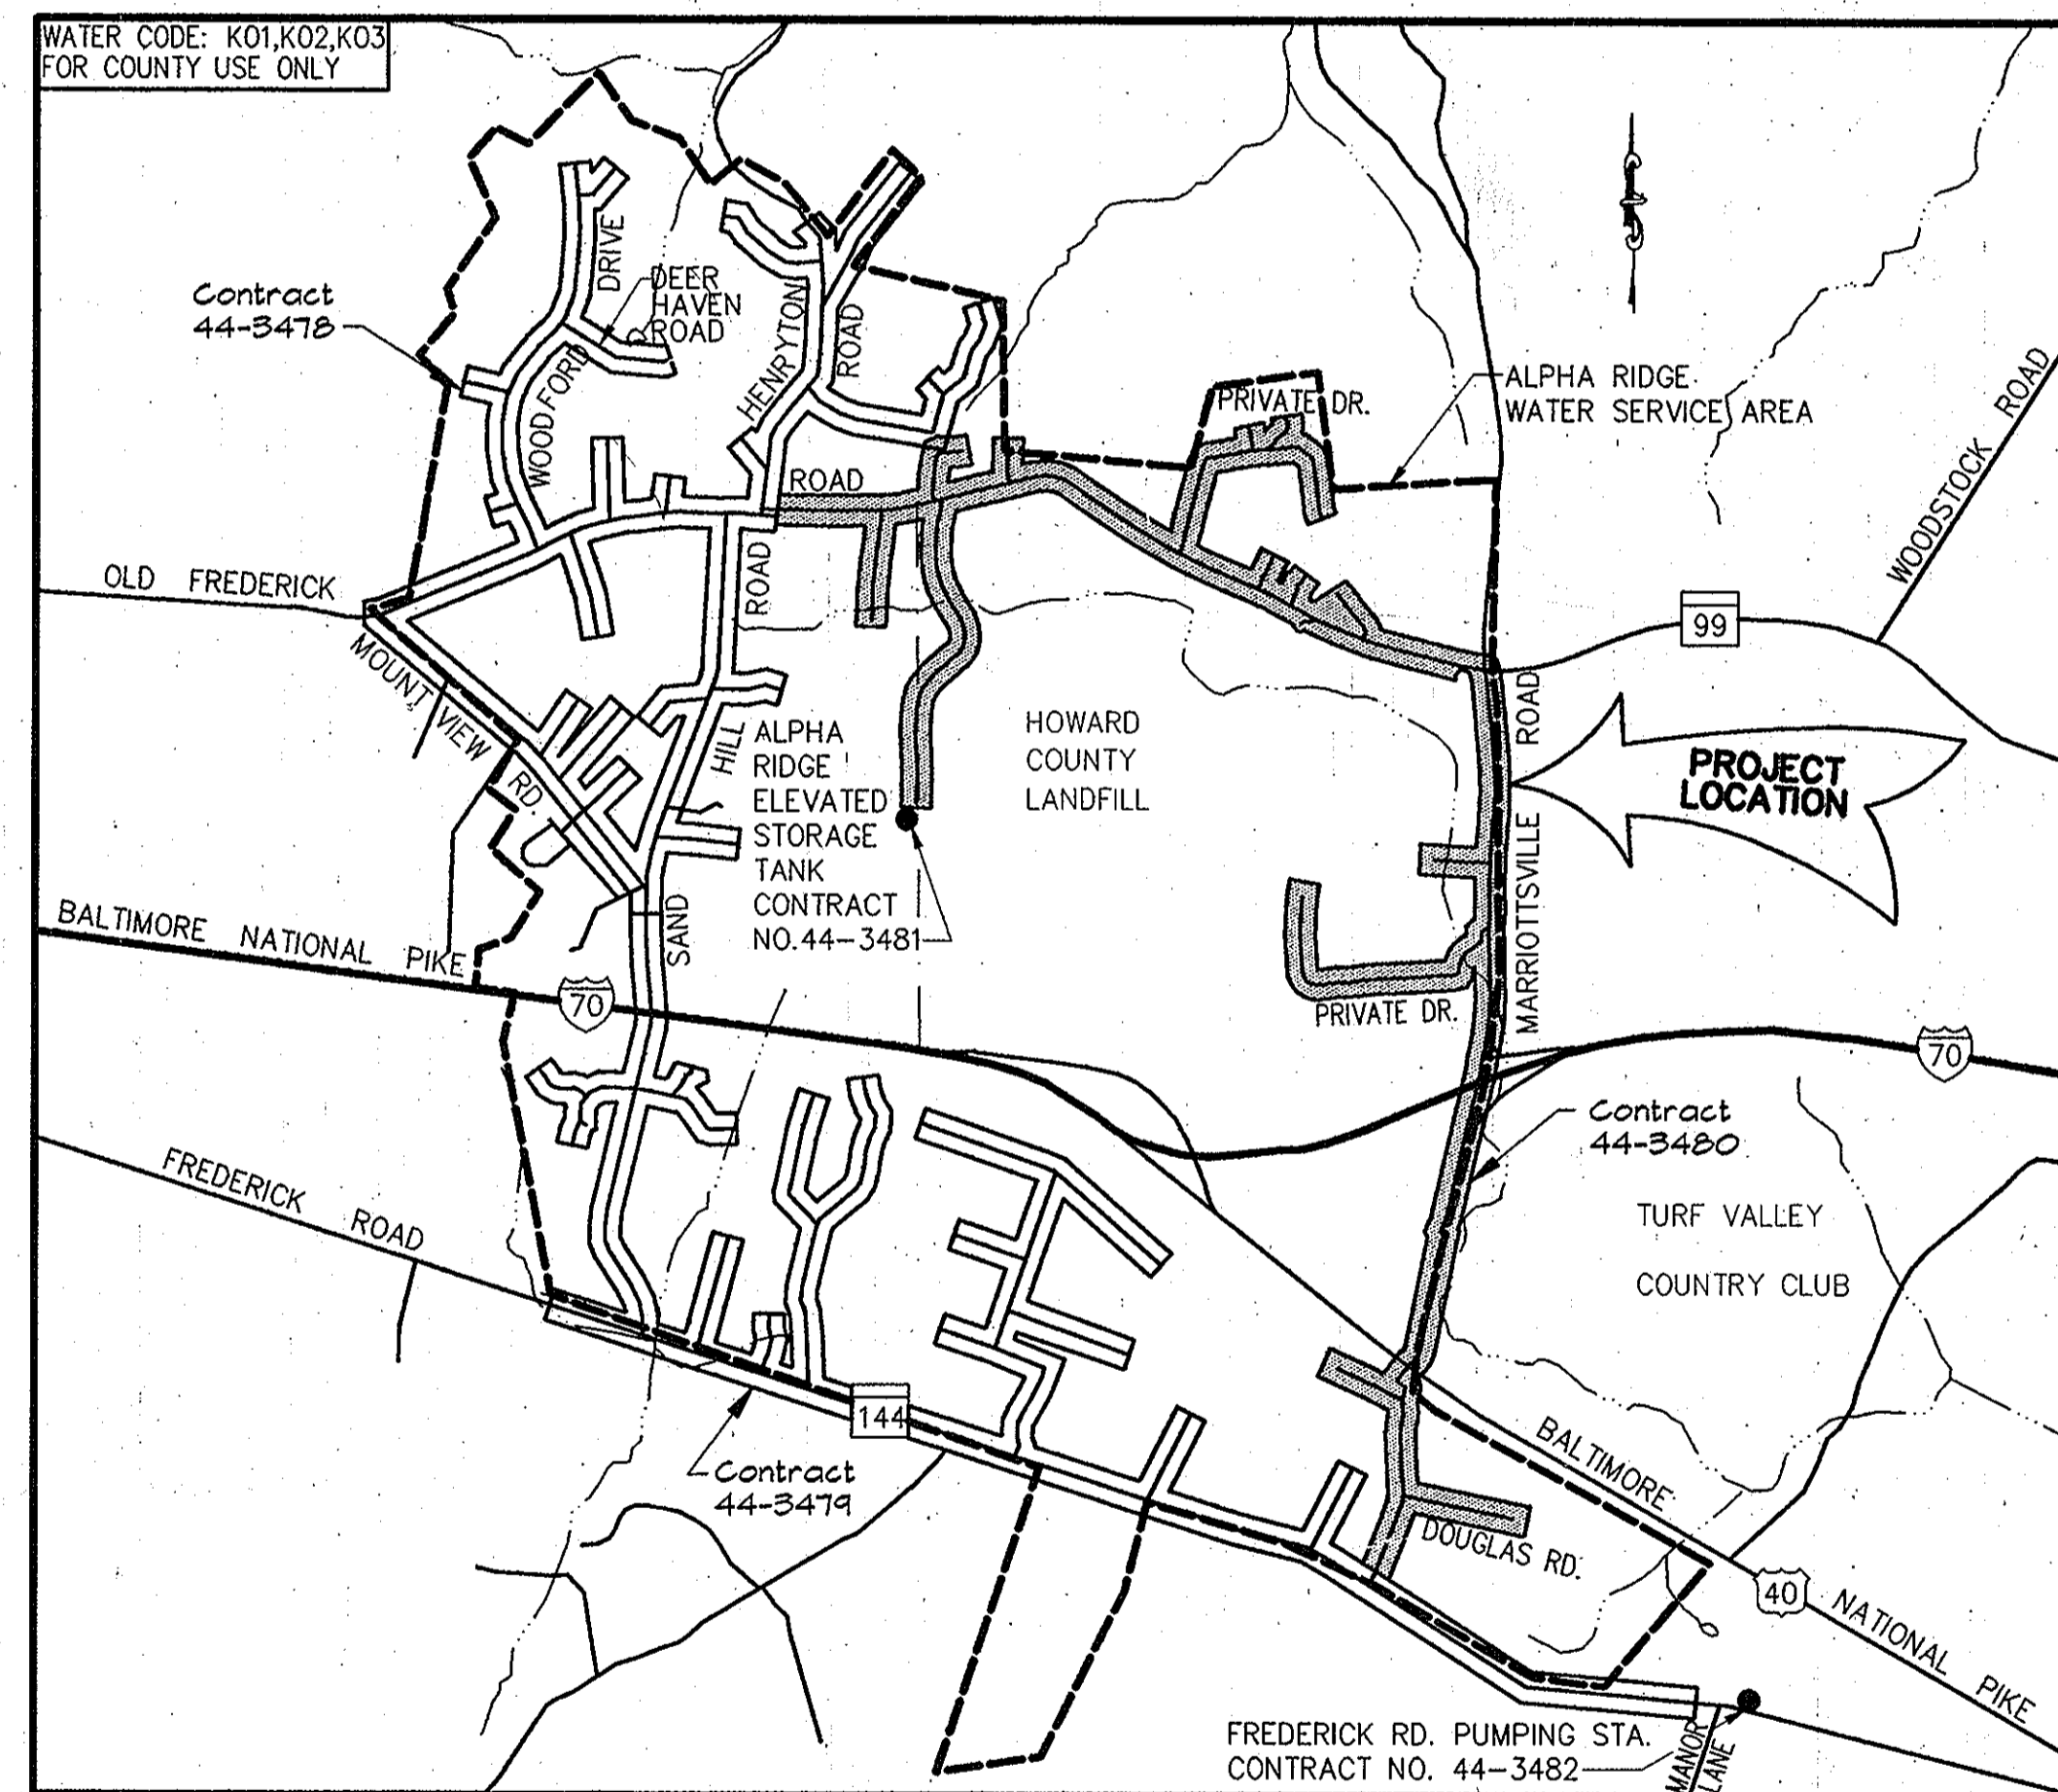 WATER CODE: K01,K02,K03
FOR COUNTY USE ONLY
Contract
44-3478
DRIVE
DEER
HAVEN
ROAD
WOODFORD
HENRYTON
ROAD
PRIVATE DR.
ALPHA RIDGE
WATER SERVICE AREA
WOODSTOCK ROAD
ROAD
OLD FREDERICK
ROAD
99
MOUNT VIEW RD.
HILL
SAND
ALPHA
RIDGE
ELEVATED
STORAGE
TANK
CONTRACT
NO.44-3481
HOWARD
COUNTY
LANDFILL
MARRIOTTSVILLE ROAD
PROJECT
LOCATION
BALTIMORE NATIONAL PIKE
70
PRIVATE DR.
70
Contract
44-3480
FREDERICK ROAD
TURF VALLEY
COUNTRY CLUB
144
Contract
44-3479
BALTIMORE
DOUGLAS RD.
40
NATIONAL PIKE
FREDERICK RD. PUMPING STA.
CONTRACT NO. 44-3482
MANOR
LANE